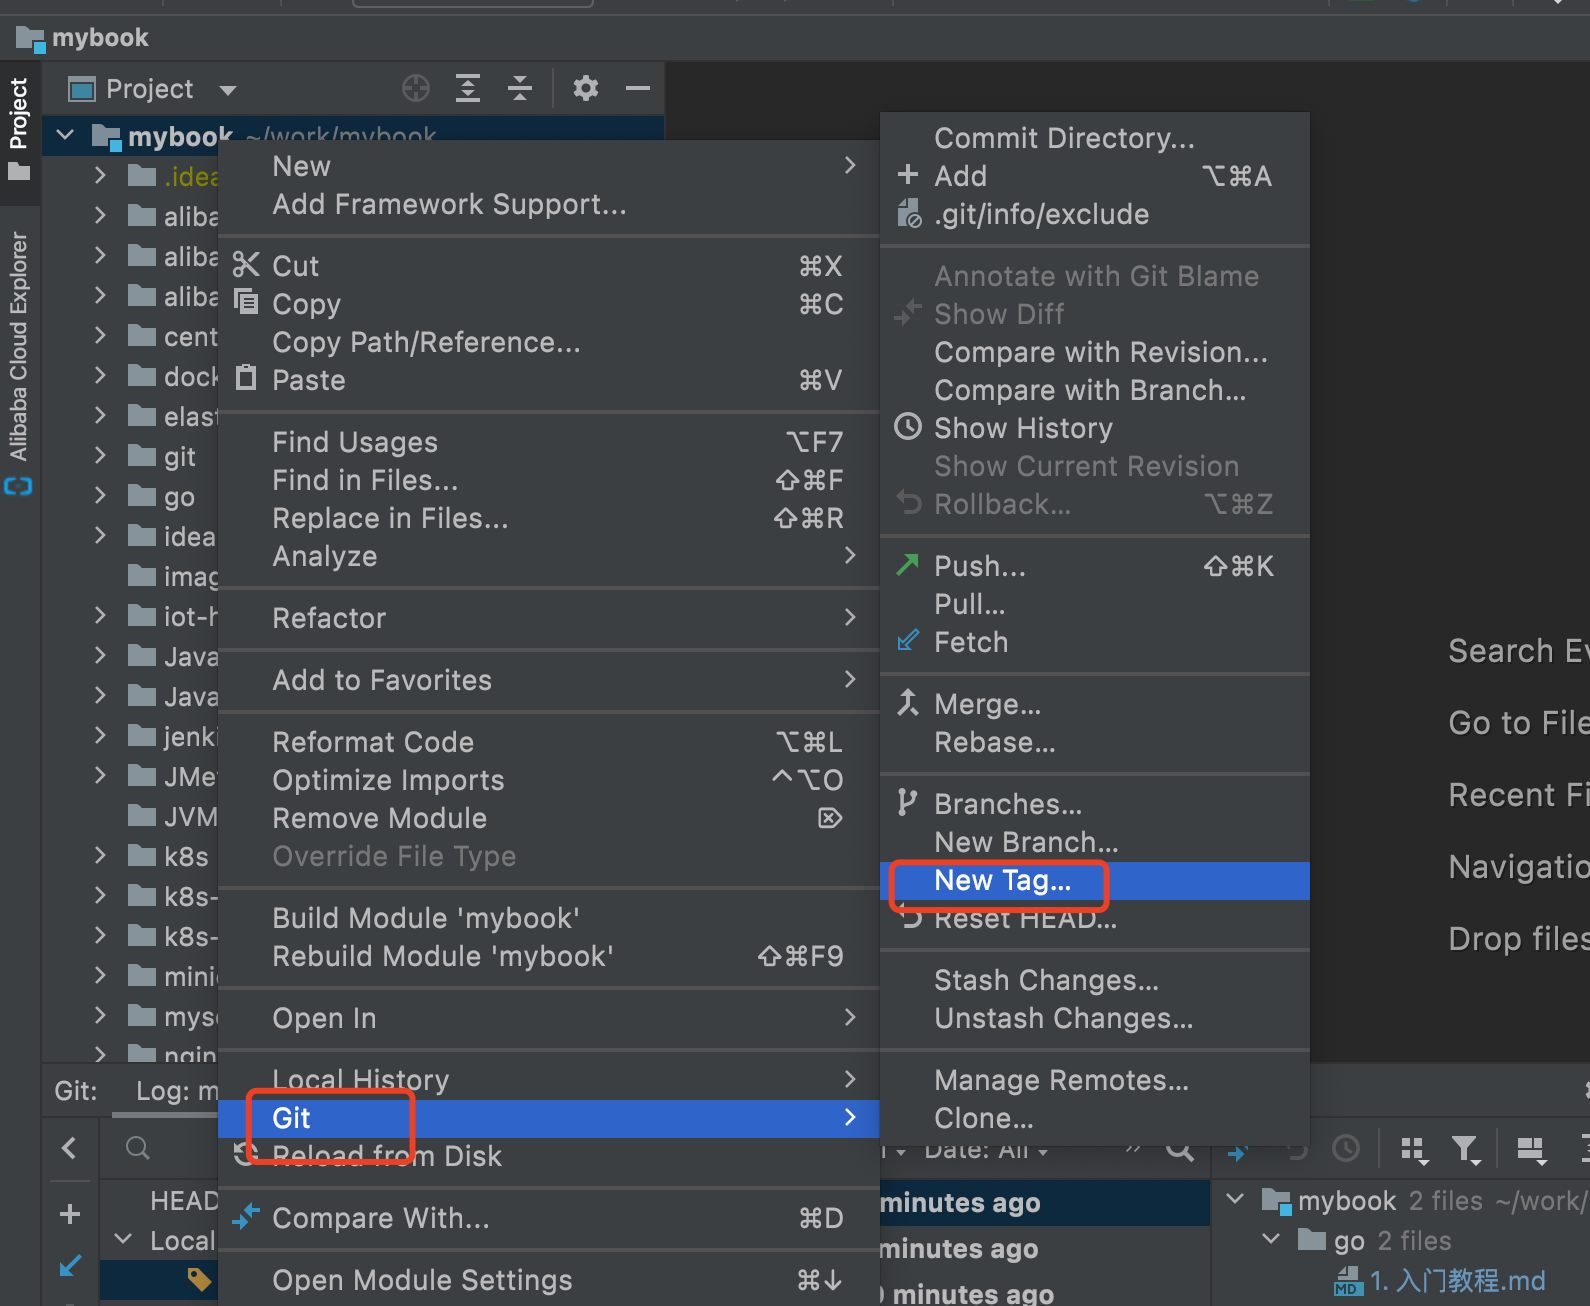 mybook
Project
Project
Alibaba Cloud Explorer
mybook ~/work/mybook
.idea
aliba
aliba
aliba
cent
dock
elast
git
go
idea
imag
iot-h
Java
Java
jenki
JMet
JVM
k8s
k8s-
k8s-
mini
myso
nginx
New
Add Framework Support...
Cut ⌘X
Copy ⌘C
Copy Path/Reference...
Paste ⌘V
Find Usages ⌥F7
Find in Files... ⇧⌘F
Replace in Files... ⇧⌘R
Analyze
Refactor
Add to Favorites
Reformat Code ⌥⌘L
Optimize Imports ^⌥O
Remove Module ⌦
Override File Type
Build Module 'mybook'
Rebuild Module 'mybook' ⇧⌘F9
Open In
Local History
Git
Reload from Disk
Compare With... ⌘D
Open Module Settings ⌘↓
Commit Directory...
Add ⌥⌘A
.git/info/exclude
Annotate with Git Blame
Show Diff
Compare with Revision...
Compare with Branch...
Show History
Show Current Revision
Rollback... ⌥⌘Z
Push... ⇧⌘K
Pull...
Fetch
Merge...
Rebase...
Branches...
New Branch...
New Tag...
Reset HEAD...
Stash Changes...
Unstash Changes...
Manage Remotes...
Clone...
Search Ev
Go to File
Recent Fi
Navigatio
Drop files
Git: Log: m
Date: All
HEAD
Local
minutes ago
minutes ago
minutes ago
mybook 2 files ~/work/
go 2 files
1. 入门教程.md